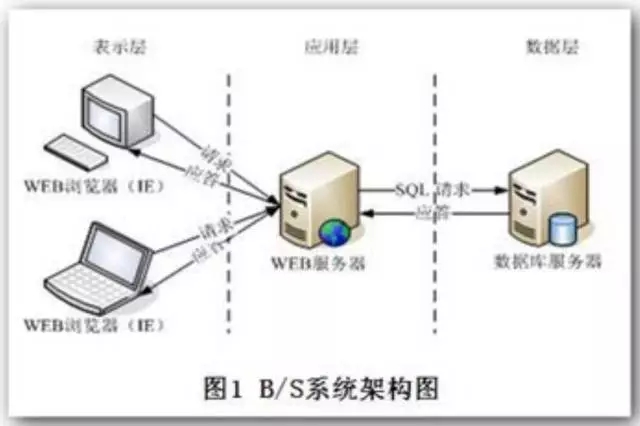 表示层 应用层 数据层
请求
应答
WEB浏览器（IE）
请求
应答
WEB浏览器（IE）
WEB服务器
SQL 请求
应答
数据库服务器
图1 B/S系统架构图